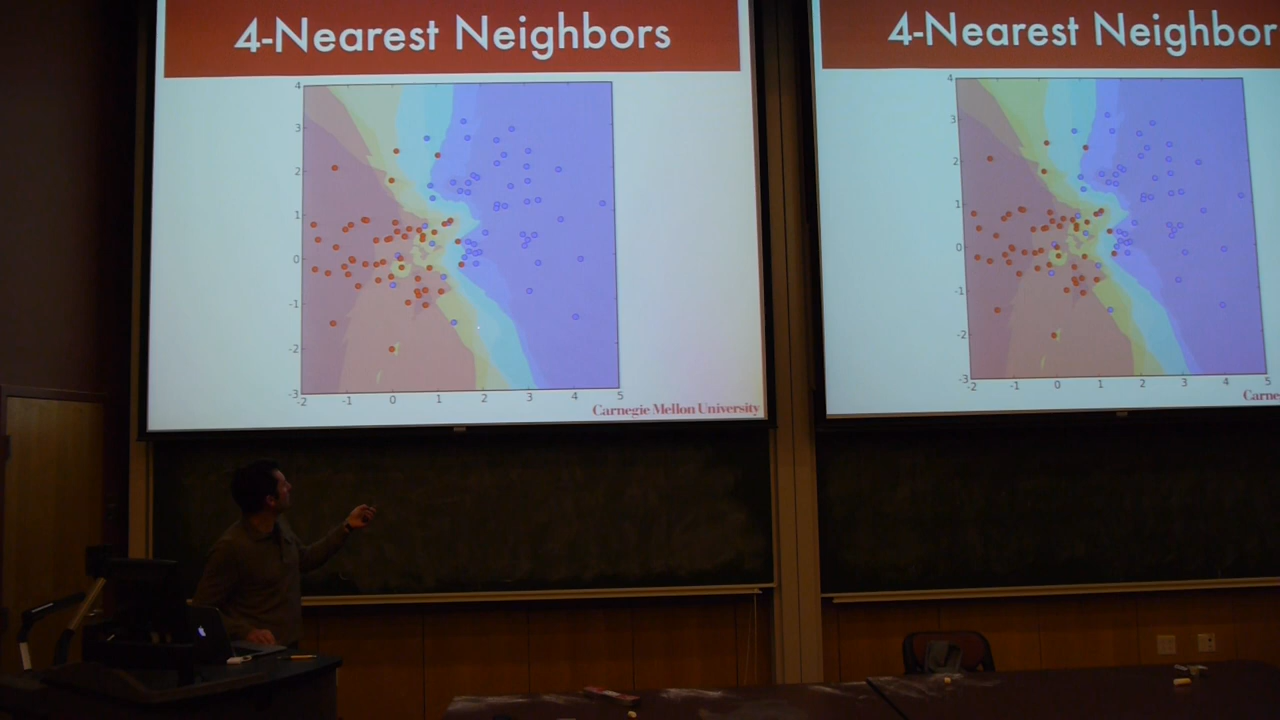 4-Nearest Neighbors
4
3
2
1
0
-1
-2
-3
-2 -1 0 1 2 3 4 5
Carnegie Mellon University
4-Nearest Neighbor
4
3
2
1
0
-1
-2
-3
-2 -1 0 1 2 3 4 5
Carne